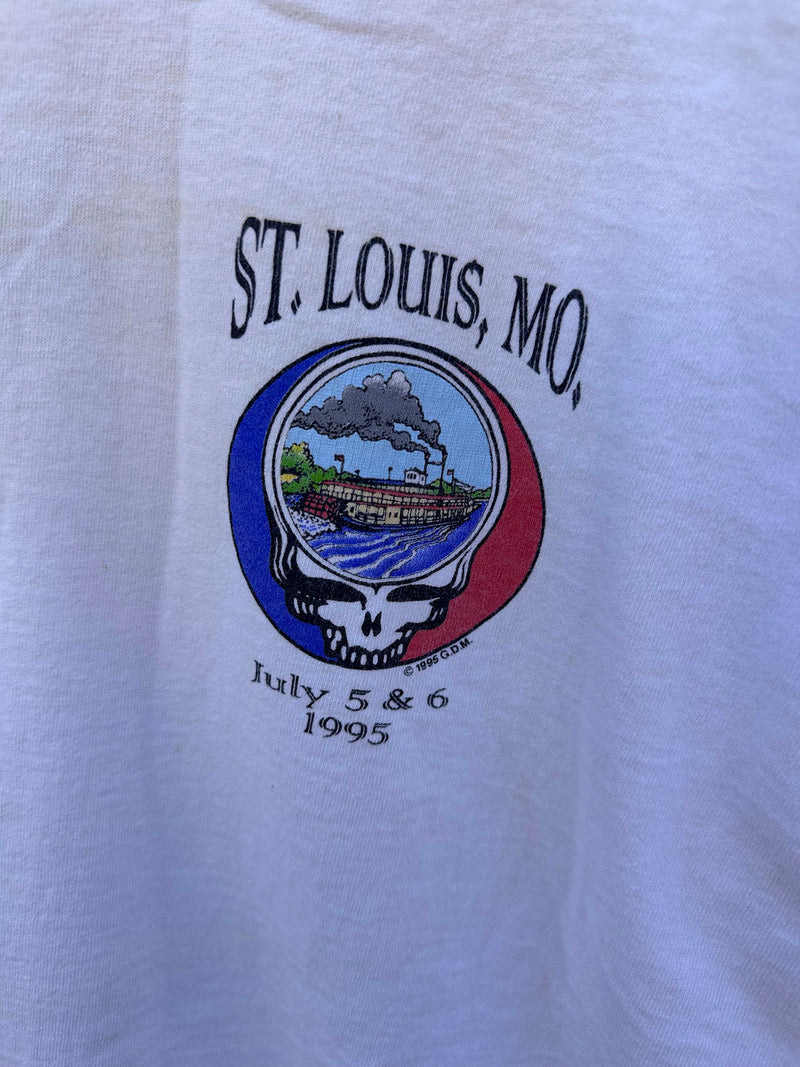 ST. LOUIS, MO.
© 1995 G.D.M.
July 5 & 6
1995